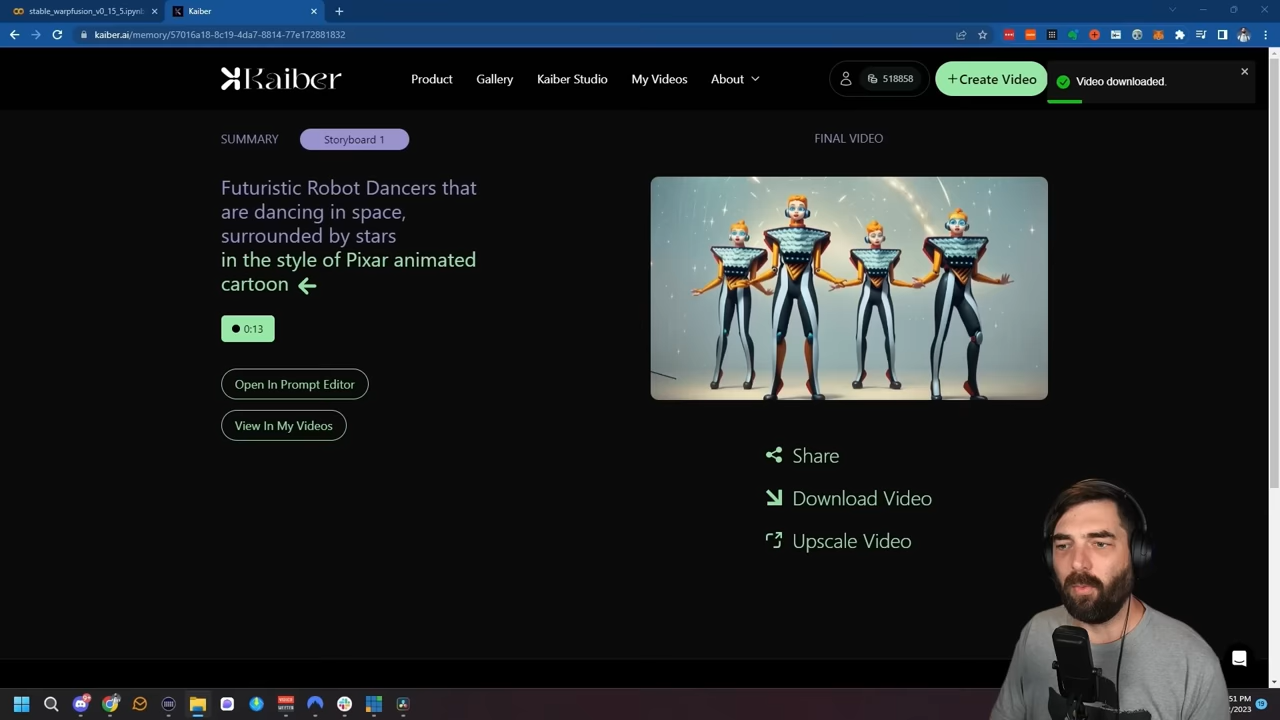 stable_warpfusion_v0_15_5.ipynb
Kaiber
kaiber.ai/memory/57016a18-8c19-4da7-8814-77e172881832
Kaiber
Product
Gallery
Kaiber Studio
My Videos
About
518858
+Create Video
Video downloaded.
SUMMARY
Storyboard 1
FINAL VIDEO
Futuristic Robot Dancers that
are dancing in space,
surrounded by stars
in the style of Pixar animated
cartoon
0:13
Open In Prompt Editor
View In My Videos
Share
Download Video
Upscale Video